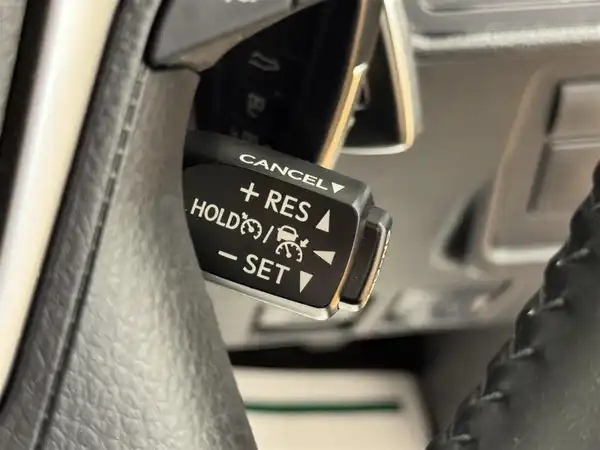 CANCEL▼
+ RES ▲
HOLD /
− SET ▼